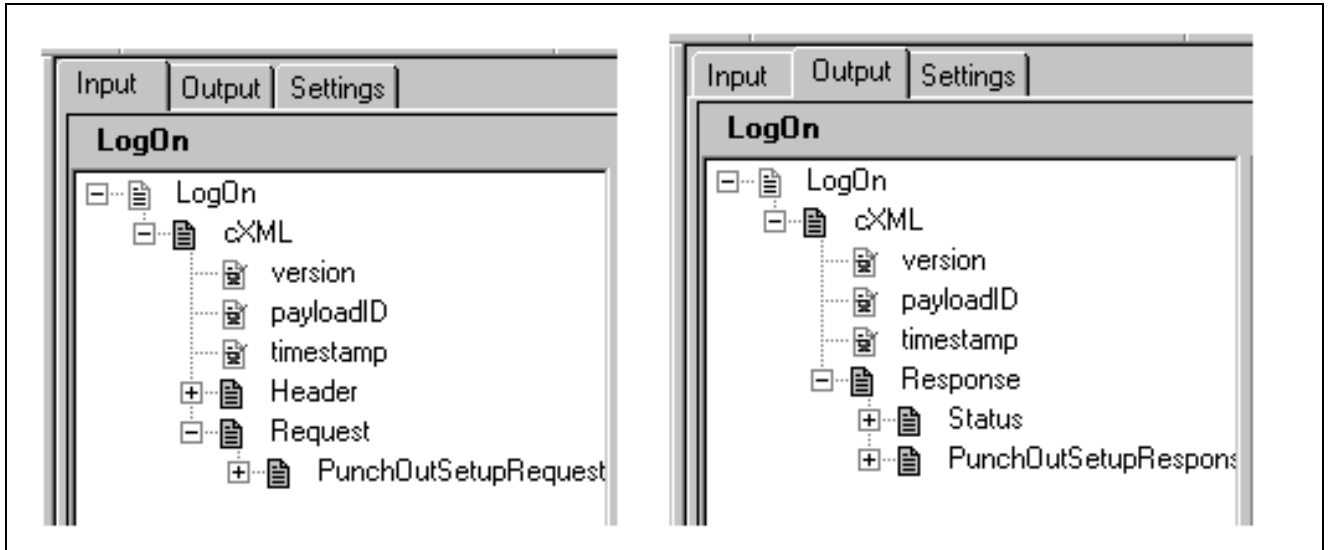 Input Output Settings
LogOn
LogOn
cXML
version
payloadID
timestamp
Header
Request
PunchOutSetupRequest
Input Output Settings
LogOn
LogOn
cXML
version
payloadID
timestamp
Response
Status
PunchOutSetupRespons